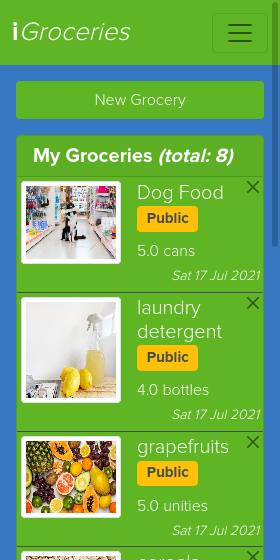 iGroceries
New Grocery
My Groceries (total: 8)
Dog Food
Public
5.0 cans
Sat 17 Jul 2021
laundry
detergent
Public
4.0 bottles
Sat 17 Jul 2021
grapefruits
Public
5.0 unities
Sat 17 Jul 2021